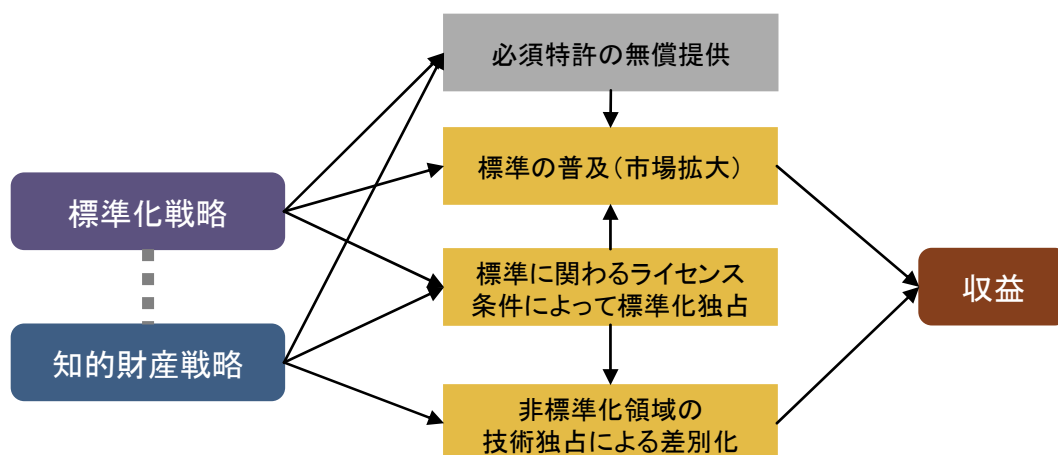 必須特許の無償提供
標準の普及(市場拡大)
標準化戦略
標準に関わるライセンス
条件によって標準化独占
収益
知的財産戦略
非標準化領域の
技術独占による差別化